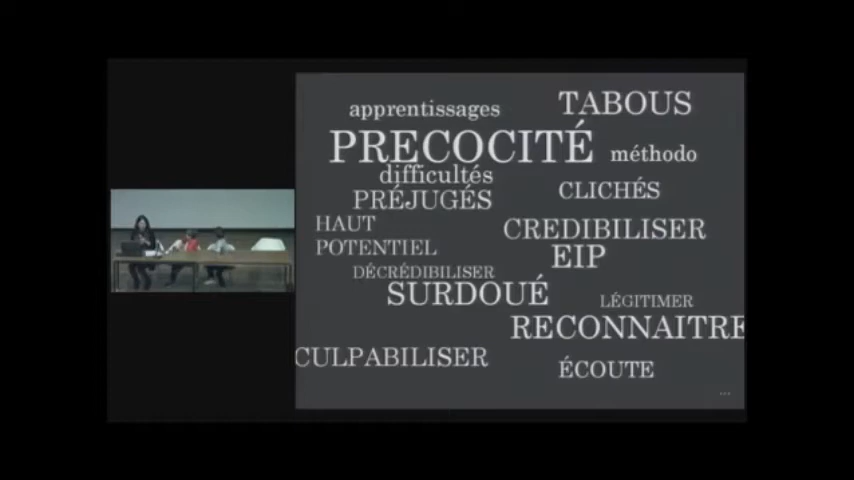 apprentissages
TABOUS
PRECOCITÉ
méthodo
difficultés
PRÉJUGÉS
CLICHÉS
HAUT
POTENTIEL
CREDIBILISER
EIP
DÉCRÉDIBILISER
SURDOUÉ
LÉGITIMER
RECONNAITRE
CULPABILISER
ÉCOUTE
...